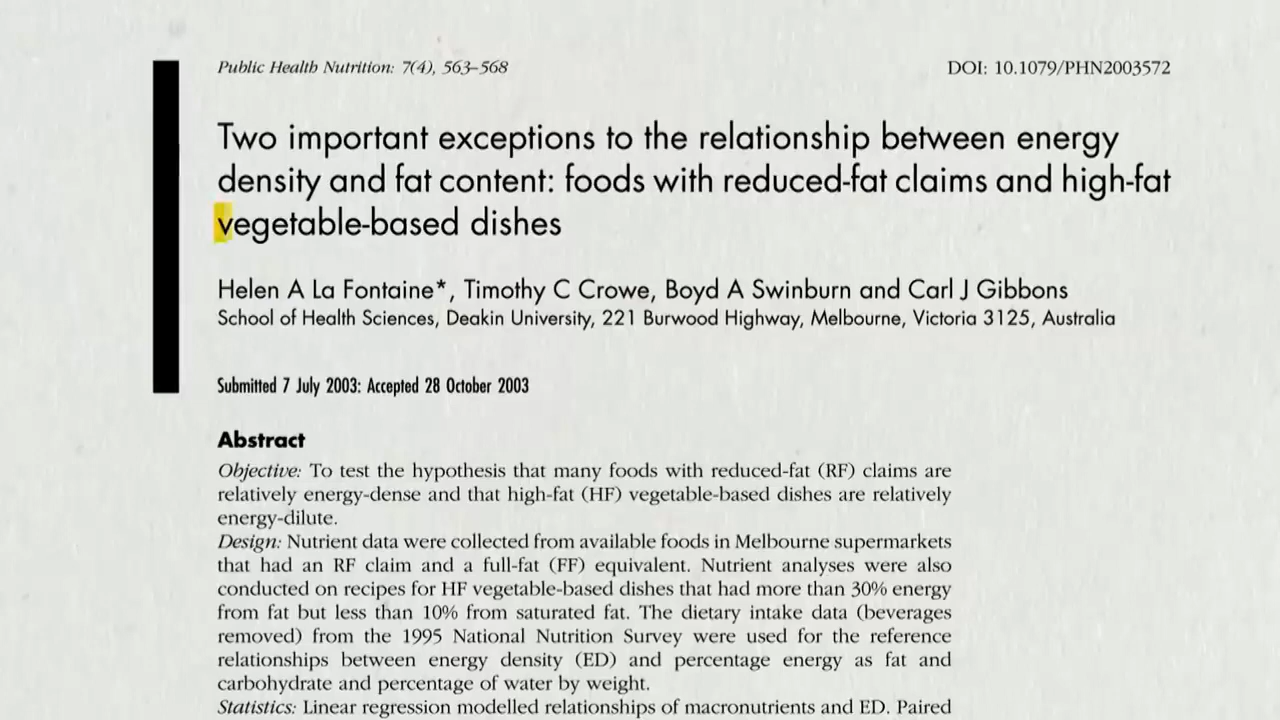 Public Health Nutrition: 7(4), 563–568
DOI: 10.1079/PHN2003572
Two important exceptions to the relationship between energy
density and fat content: foods with reduced-fat claims and high-fat
vegetable-based dishes
Helen A La Fontaine*, Timothy C Crowe, Boyd A Swinburn and Carl J Gibbons
School of Health Sciences, Deakin University, 221 Burwood Highway, Melbourne, Victoria 3125, Australia
Submitted 7 July 2003: Accepted 28 October 2003
Abstract
Objective: To test the hypothesis that many foods with reduced-fat (RF) claims are
relatively energy-dense and that high-fat (HF) vegetable-based dishes are relatively
energy-dilute.
Design: Nutrient data were collected from available foods in Melbourne supermarkets
that had an RF claim and a full-fat (FF) equivalent. Nutrient analyses were also
conducted on recipes for HF vegetable-based dishes that had more than 30% energy
from fat but less than 10% from saturated fat. The dietary intake data (beverages
removed) from the 1995 National Nutrition Survey were used for the reference
relationships between energy density (ED) and percentage energy as fat and
carbohydrate and percentage of water by weight.
Statistics: Linear regression modelled relationships of macronutrients and ED. Paired